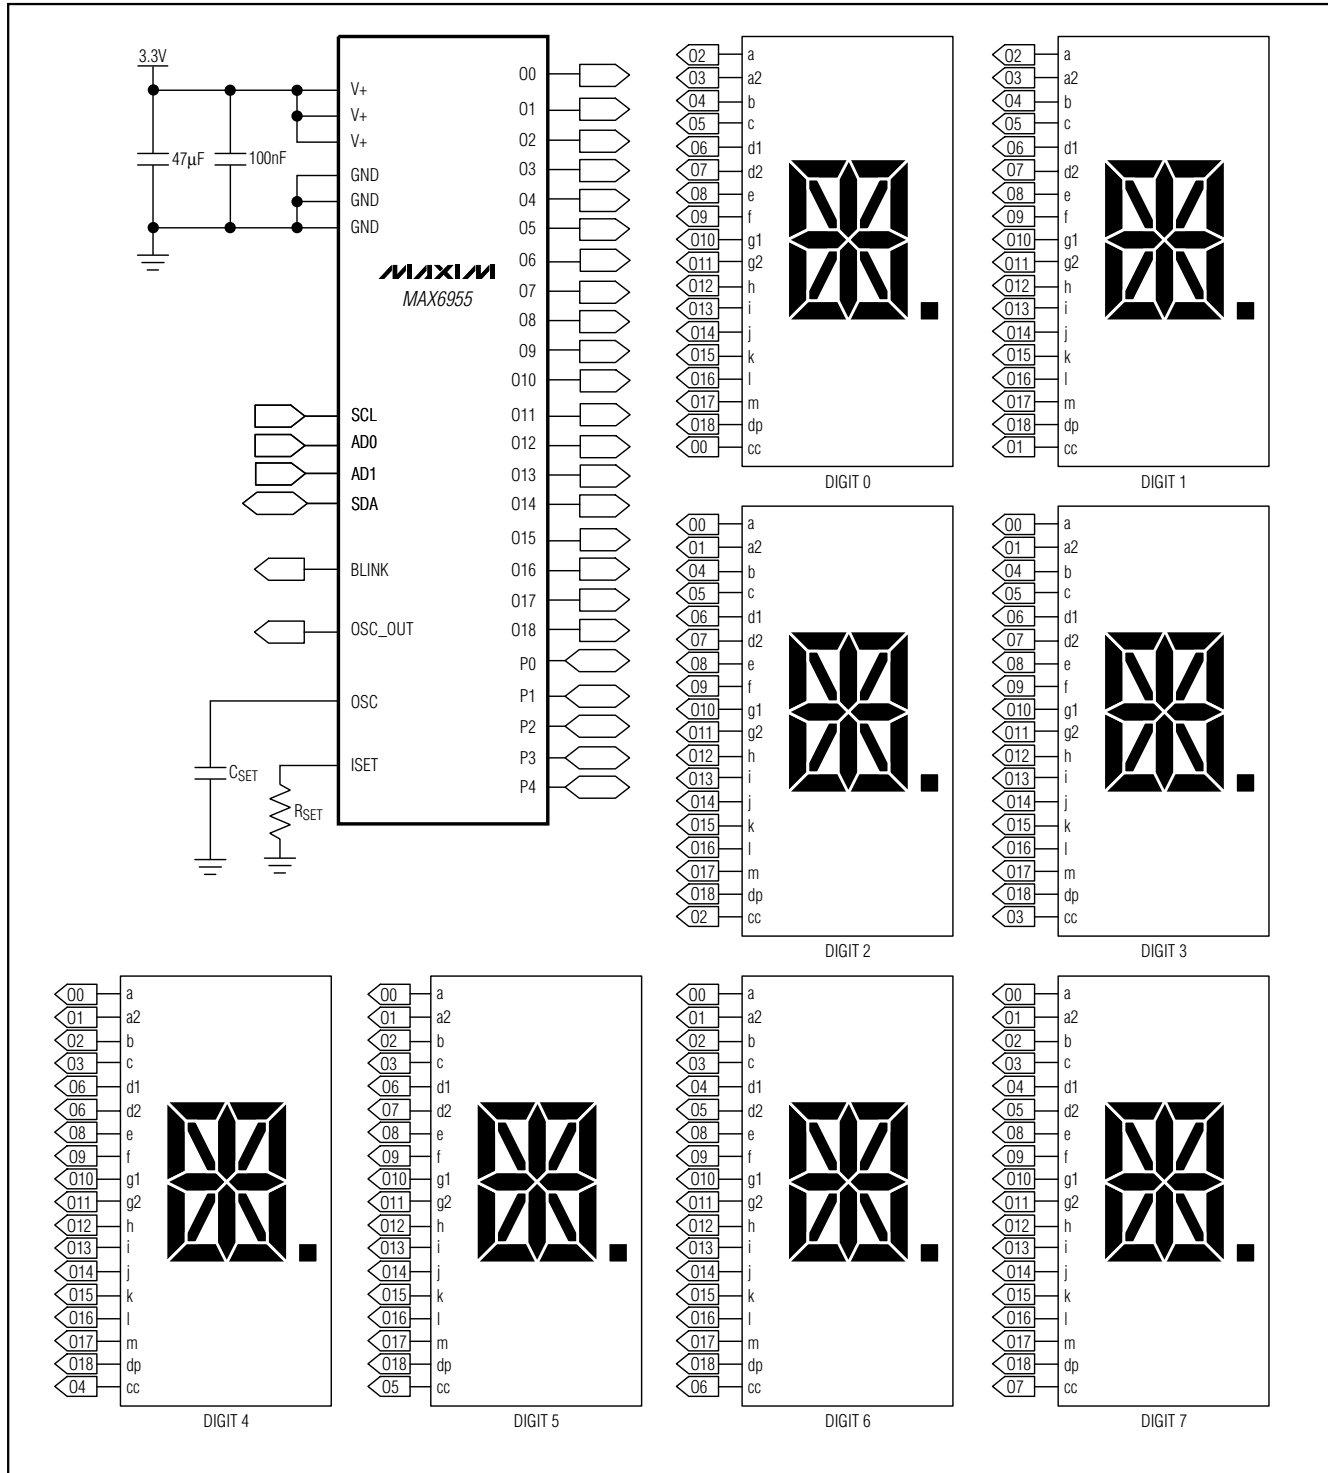 3.3V
47µF
100nF
V+
V+
V+
GND
GND
GND
MAXIM
MAX6955
SCL
AD0
AD1
SDA
BLINK
OSC_OUT
OSC
ISET
CSET
RSET
O0
O1
O2
O3
O4
O5
O6
O7
O8
O9
O10
O11
O12
O13
O14
O15
O16
O17
O18
P0
P1
P2
P3
P4
O2 a
O3 a2
O4 b
O5 c
O6 d1
O7 d2
O8 e
O9 f
O10 g1
O11 g2
O12 h
O13 i
O14 j
O15 k
O16 l
O17 m
O18 dp
O0 cc
DIGIT 0
O2 a
O3 a2
O4 b
O5 c
O6 d1
O7 d2
O8 e
O9 f
O10 g1
O11 g2
O12 h
O13 i
O14 j
O15 k
O16 l
O17 m
O18 dp
O1 cc
DIGIT 1
O0 a
O1 a2
O4 b
O5 c
O6 d1
O7 d2
O8 e
O9 f
O10 g1
O11 g2
O12 h
O13 i
O14 j
O15 k
O16 l
O17 m
O18 dp
O2 cc
DIGIT 2
O0 a
O1 a2
O4 b
O5 c
O6 d1
O7 d2
O8 e
O9 f
O10 g1
O11 g2
O12 h
O13 i
O14 j
O15 k
O16 l
O17 m
O18 dp
O3 cc
DIGIT 3
O0 a
O1 a2
O2 b
O3 c
O6 d1
O6 d2
O8 e
O9 f
O10 g1
O11 g2
O12 h
O13 i
O14 j
O15 k
O16 l
O17 m
O18 dp
O4 cc
DIGIT 4
O0 a
O1 a2
O2 b
O3 c
O6 d1
O7 d2
O8 e
O9 f
O10 g1
O11 g2
O12 h
O13 i
O14 j
O15 k
O16 l
O17 m
O18 dp
O5 cc
DIGIT 5
O0 a
O1 a2
O2 b
O3 c
O4 d1
O5 d2
O8 e
O9 f
O10 g1
O11 g2
O12 h
O13 i
O14 j
O15 k
O16 l
O17 m
O18 dp
O6 cc
DIGIT 6
O0 a
O1 a2
O2 b
O3 c
O4 d1
O5 d2
O8 e
O9 f
O10 g1
O11 g2
O12 h
O13 i
O14 j
O15 k
O16 l
O17 m
O18 dp
O7 cc
DIGIT 7